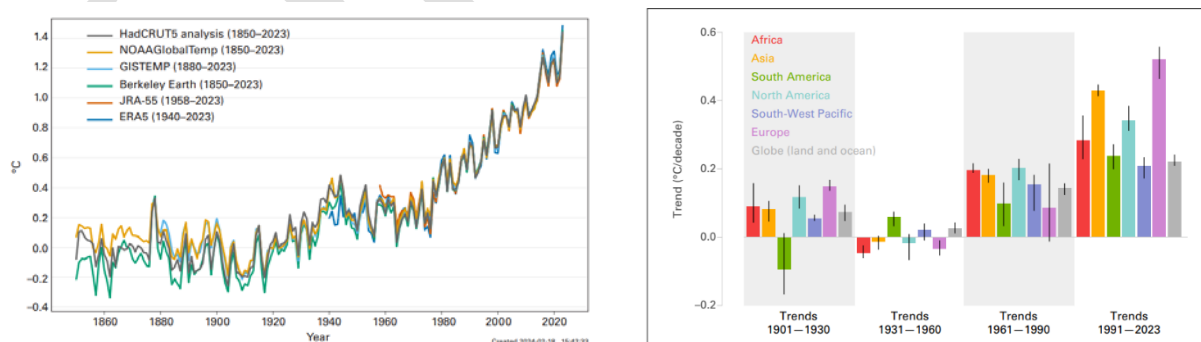 HadCRUT5 analysis (1850–2023)
NOAAGlobalTemp (1850–2023)
GISTEMP (1880–2023)
Berkeley Earth (1850–2023)
JRA-55 (1958–2023)
ERA5 (1940–2023)
1.4
1.2
1.0
0.8
0.6
0.4
0.2
0.0
−0.2
−0.4
°C
1860
1880
1900
1920
1940
1960
1980
2000
2020
Year
Africa
Asia
South America
North America
South-West Pacific
Europe
Globe (land and ocean)
0.6
0.4
0.2
0.0
−0.2
Trend (°C/decade)
Trends
1901—1930
Trends
1931—1960
Trends
1961—1990
Trends
1991—2023